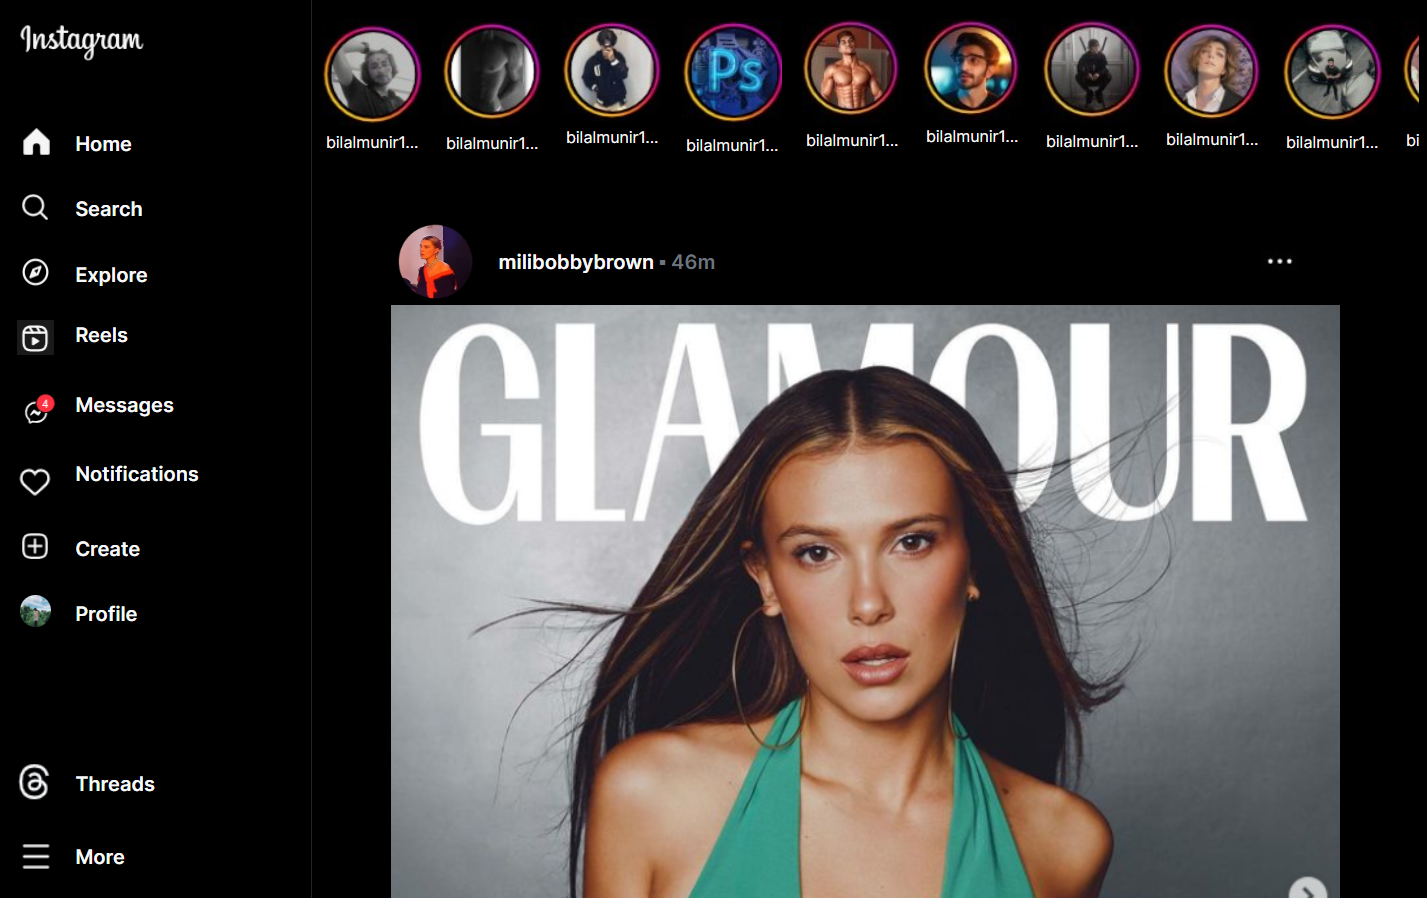 Instagram
Home
Search
Explore
Reels
4
Messages
Notifications
Create
Profile
Threads
More
bilalmunir1...
bilalmunir1...
bilalmunir1...
bilalmunir1...
bilalmunir1...
bilalmunir1...
bilalmunir1...
bilalmunir1...
bilalmunir1...
bi
Ps
milibobbybrown ▪ 46m
GLAMOUR